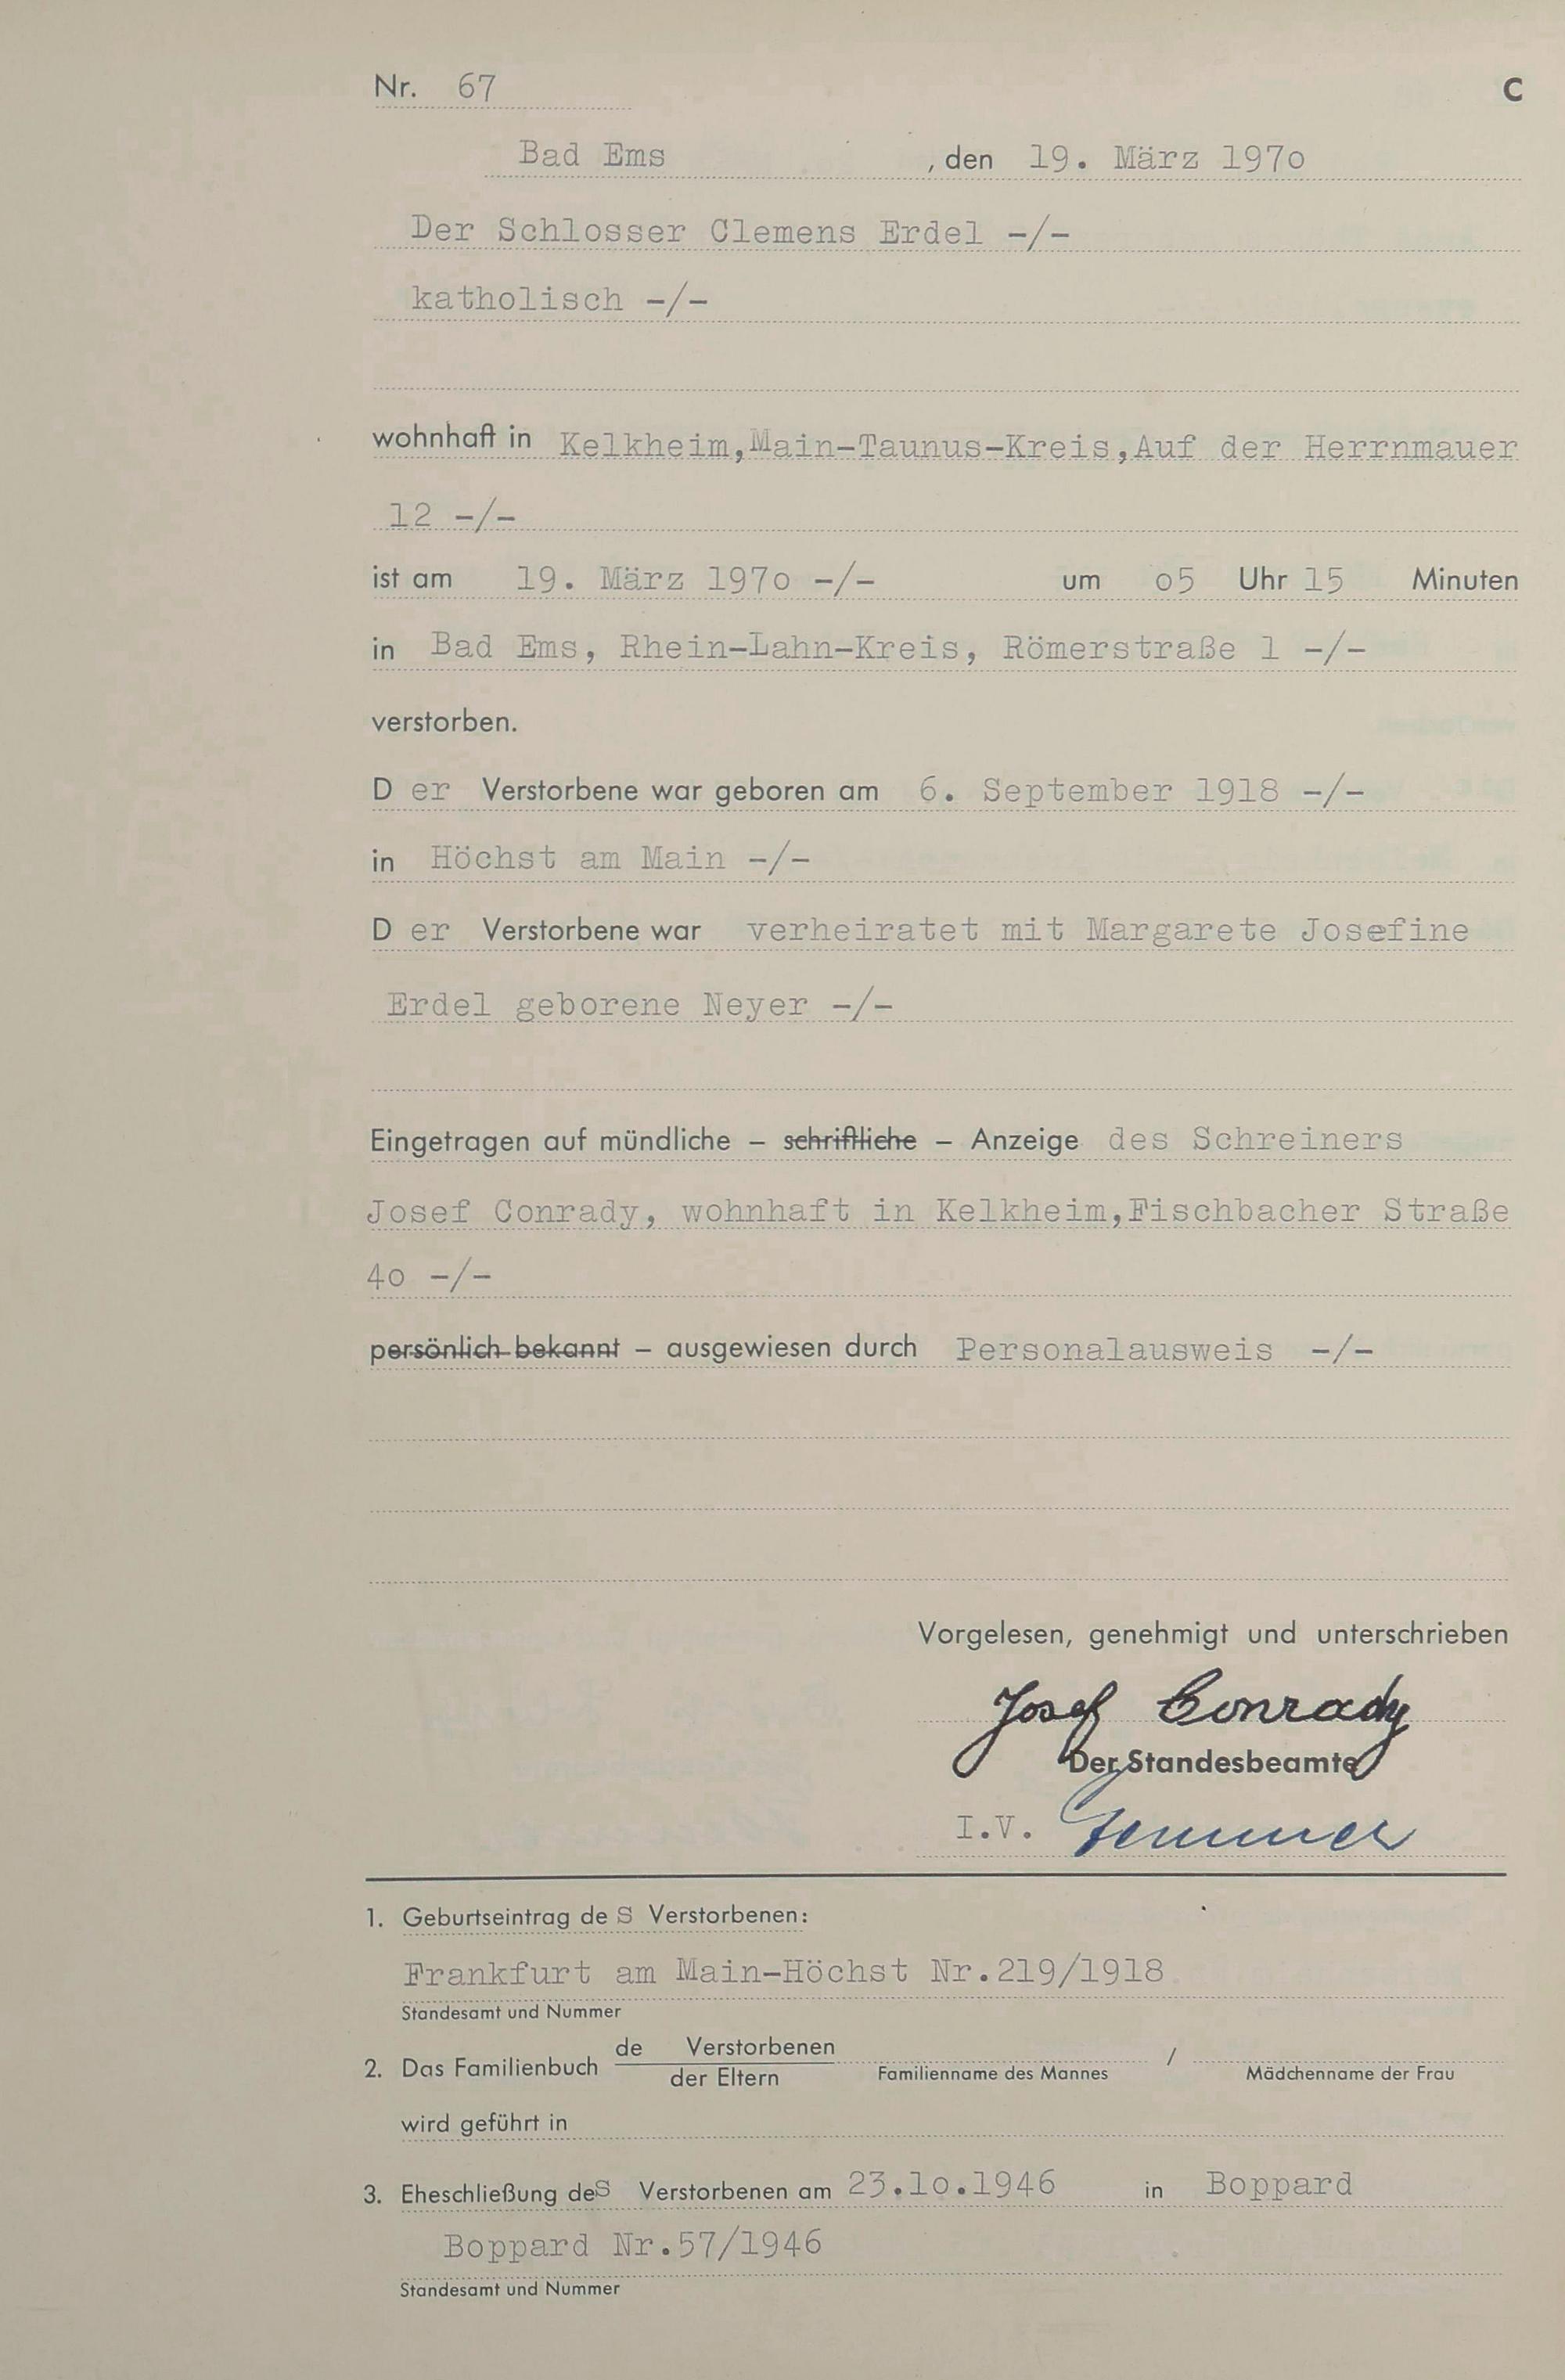 Nr. 67
C
Bad Ems , den 19. März 197o
Der Schlosser Clemens Erdel -/-
katholisch -/-
wohnhaft in Kelkheim,Main-Taunus-Kreis,Auf der Herrnmauer
12 -/-
ist am 19. März 197o -/- um o5 Uhr 15 Minuten
in Bad Ems, Rhein-Lahn-Kreis, Römerstraße 1 -/-
verstorben.
D er Verstorbene war geboren am 6. September 1918 -/-
in Höchst am Main -/-
D er Verstorbene war verheiratet mit Margarete Josefine
Erdel geborene Neyer -/-
Eingetragen auf mündliche – schriftliche – Anzeige des Schreiners
Josef Conrady, wohnhaft in Kelkheim,Fischbacher Straße
4o -/-
persönlich bekannt – ausgewiesen durch Personalausweis -/-
Vorgelesen, genehmigt und unterschrieben
Josef Conrady
Der Standesbeamte
I.V.
1. Geburtseintrag de S Verstorbenen:
Frankfurt am Main-Höchst Nr.219/1918
Standesamt und Nummer
2. Das Familienbuch de Verstorbenen
der Eltern Familienname des Mannes / Mädchenname der Frau
wird geführt in
3. Eheschließung deS Verstorbenen am 23.1o.1946 in Boppard
Boppard Nr.57/1946
Standesamt und Nummer